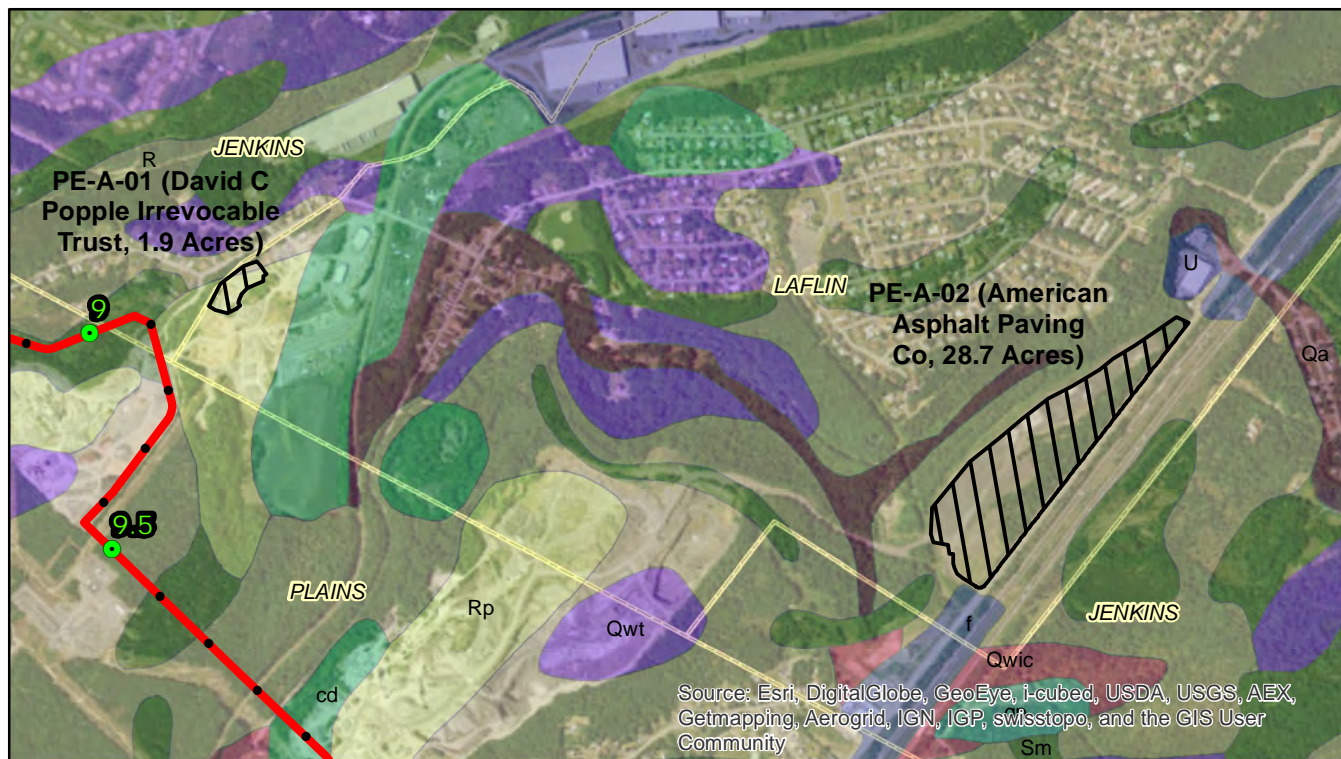 JENKINS
R
PE-A-01 (David C
Popple Irrevocable
Trust, 1.9 Acres)
9
LAFLIN
PE-A-02 (American
Asphalt Paving
Co, 28.7 Acres)
U
Qa
9.5
PLAINS
Rp
Qwt
JENKINS
f
Qwic
cd
Source: Esri, DigitalGlobe, GeoEye, i-cubed, USDA, USGS, AEX,
Getmapping, Aerogrid, IGN, IGP, swisstopo, and the GIS User
Community
Sm